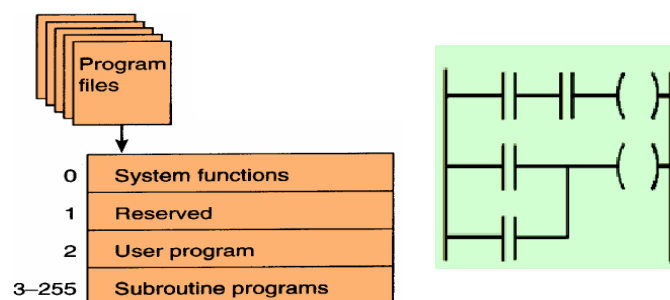 Program
files
0 System functions
1 Reserved
2 User program
3–255 Subroutine programs